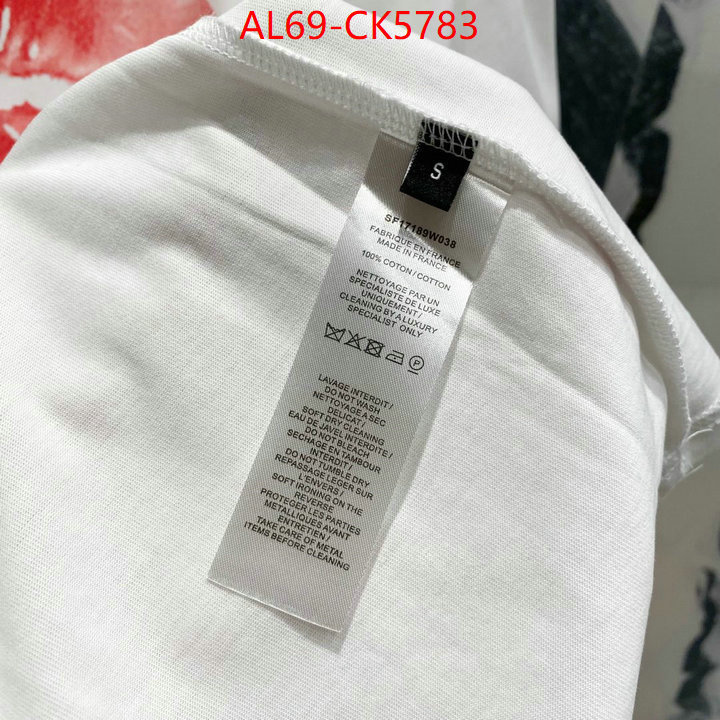 AL69-CK5783
S
SF17189W038
FABRIQUE EN FRANCE
MADE IN FRANCE
100% COTON / COTTON
NETTOYAGE PAR UN
SPECIALISTE DE LUXE
UNIQUEMENT /
CLEANING BY A LUXURY
SPECIALIST ONLY
P
LAVAGE INTERDIT /
DO NOT WASH
NETTOYAGE A SEC
DELICAT /
SOFT DRY CLEANING
EAU DE JAVEL INTERDITE /
DO NOT BLEACH
SECHAGE EN TAMBOUR
INTERDIT /
DO NOT TUMBLE DRY
REPASSAGE LEGER SUR
L'ENVERS /
SOFT IRONING ON THE
REVERSE
PROTEGER LES PARTIES
METALLIQUES AVANT
ENTRETIEN /
TAKE CARE OF METAL
ITEMS BEFORE CLEANING